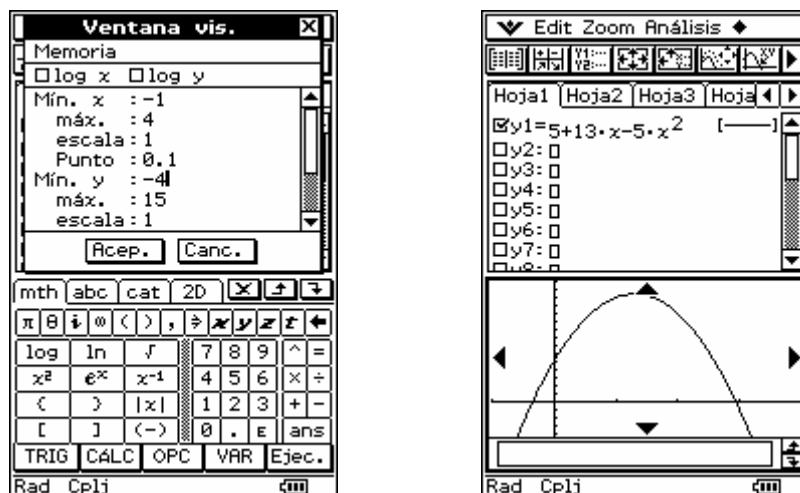 Ventana vis.
Memoria
log x log y
Mín. x :-1
máx. :4
escala:1
Punto :0.1
Mín. y :-4
máx. :15
escala:1
Acep. Canc.
mth abc cat 2D
π θ i ∞ ( ) , ⇒ x y z t ←
log ln √ 7 8 9 ^ =
x² eˣ x⁻¹ 4 5 6 × ÷
( ) |x| 1 2 3 + -
[ ] (-) 0 . E ans
TRIG CÁLC OPC VAR Ejec.
Rad Cplj
Edit Zoom Análisis
Y1: Y2:
Hoja1 Hoja2 Hoja3 Hoja
y1=5+13·x-5·x² [—]
y2:
y3:
y4:
y5:
y6:
y7:
y8:
Rad Cplj